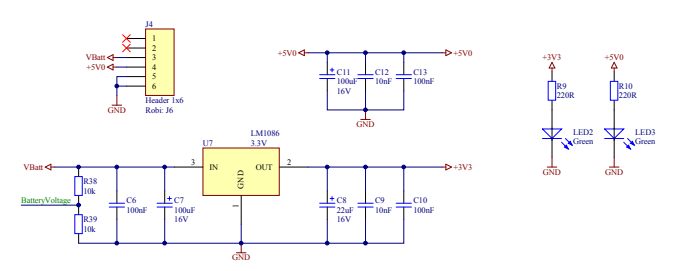 J4
1
2
VBatt
3
+5V0
4
5
6
GND
Header 1x6
Robi: J6
+5V0
+5V0
C11
100uF
16V
C12
10nF
C13
100nF
GND
+3V3
R9
220R
LED2
Green
GND
+5V0
R10
220R
LED3
Green
GND
U7
LM1086
3.3V
VBatt
3
IN
OUT
2
GND
1
+3V3
R38
10k
BatteryVoltage
R39
10k
C6
100nF
C7
100uF
16V
C8
22uF
16V
C9
10nF
C10
100nF
GND